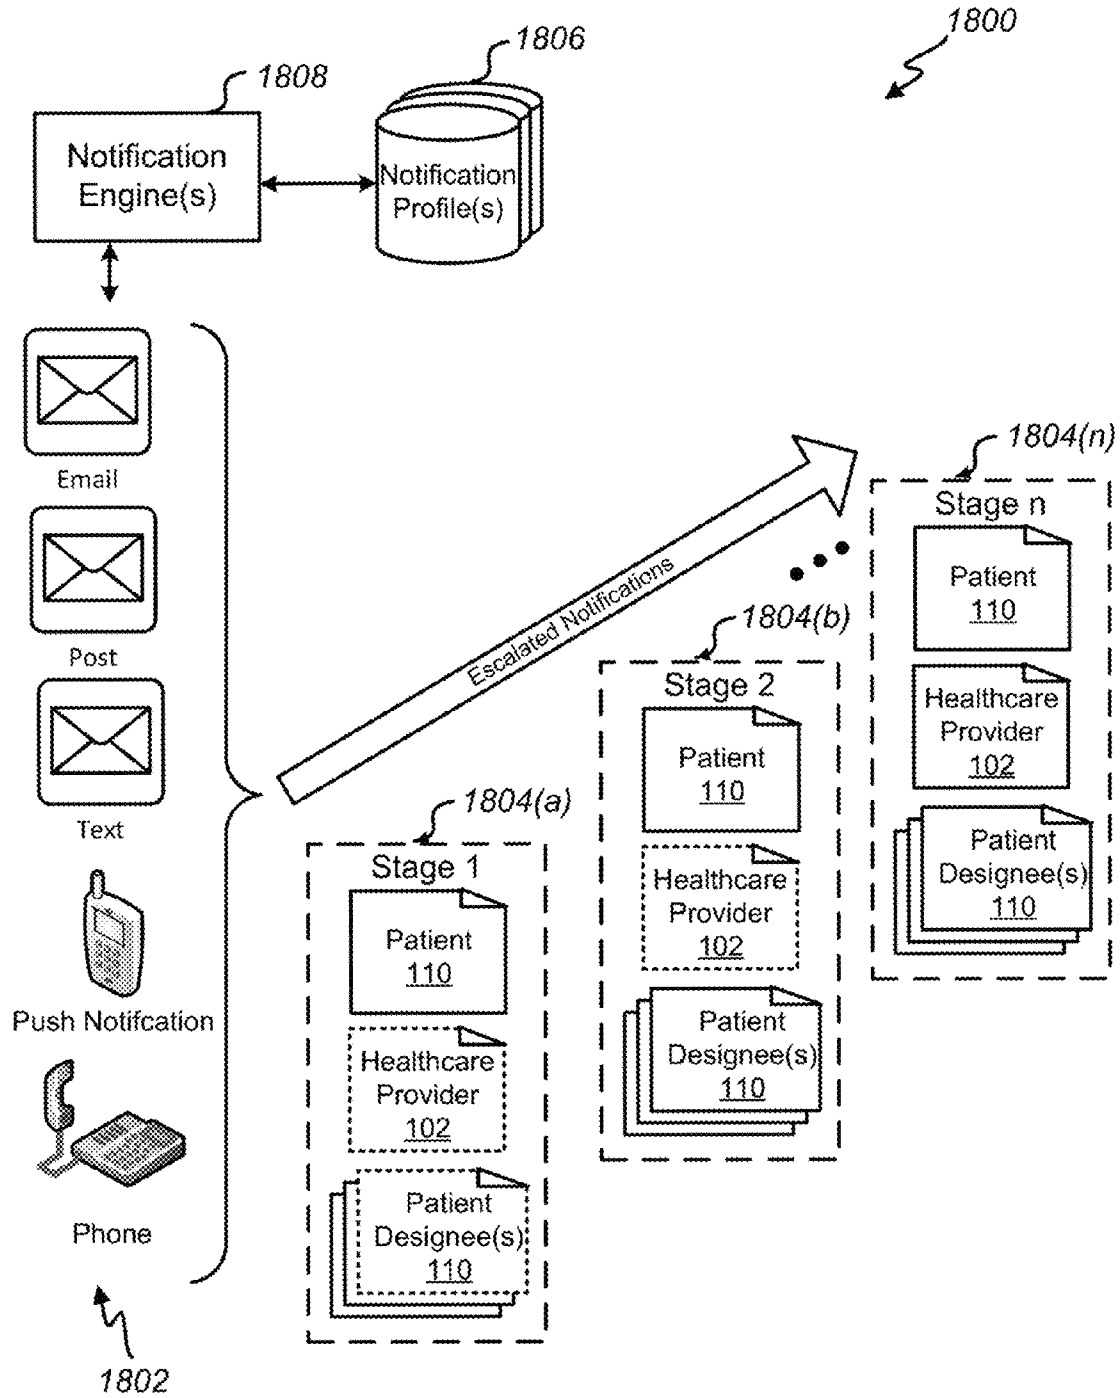 1800
1806
1808
Notification
Engine(s)
Notification
Profile(s)
Email
Post
Text
Push Notifcation
Phone
1802
Escalated Notifications
1804(a)
Stage 1
Patient
110
Healthcare
Provider
102
Patient
Designee(s)
110
1804(b)
Stage 2
Patient
110
Healthcare
Provider
102
Patient
Designee(s)
110
1804(n)
Stage n
Patient
110
Healthcare
Provider
102
Patient
Designee(s)
110